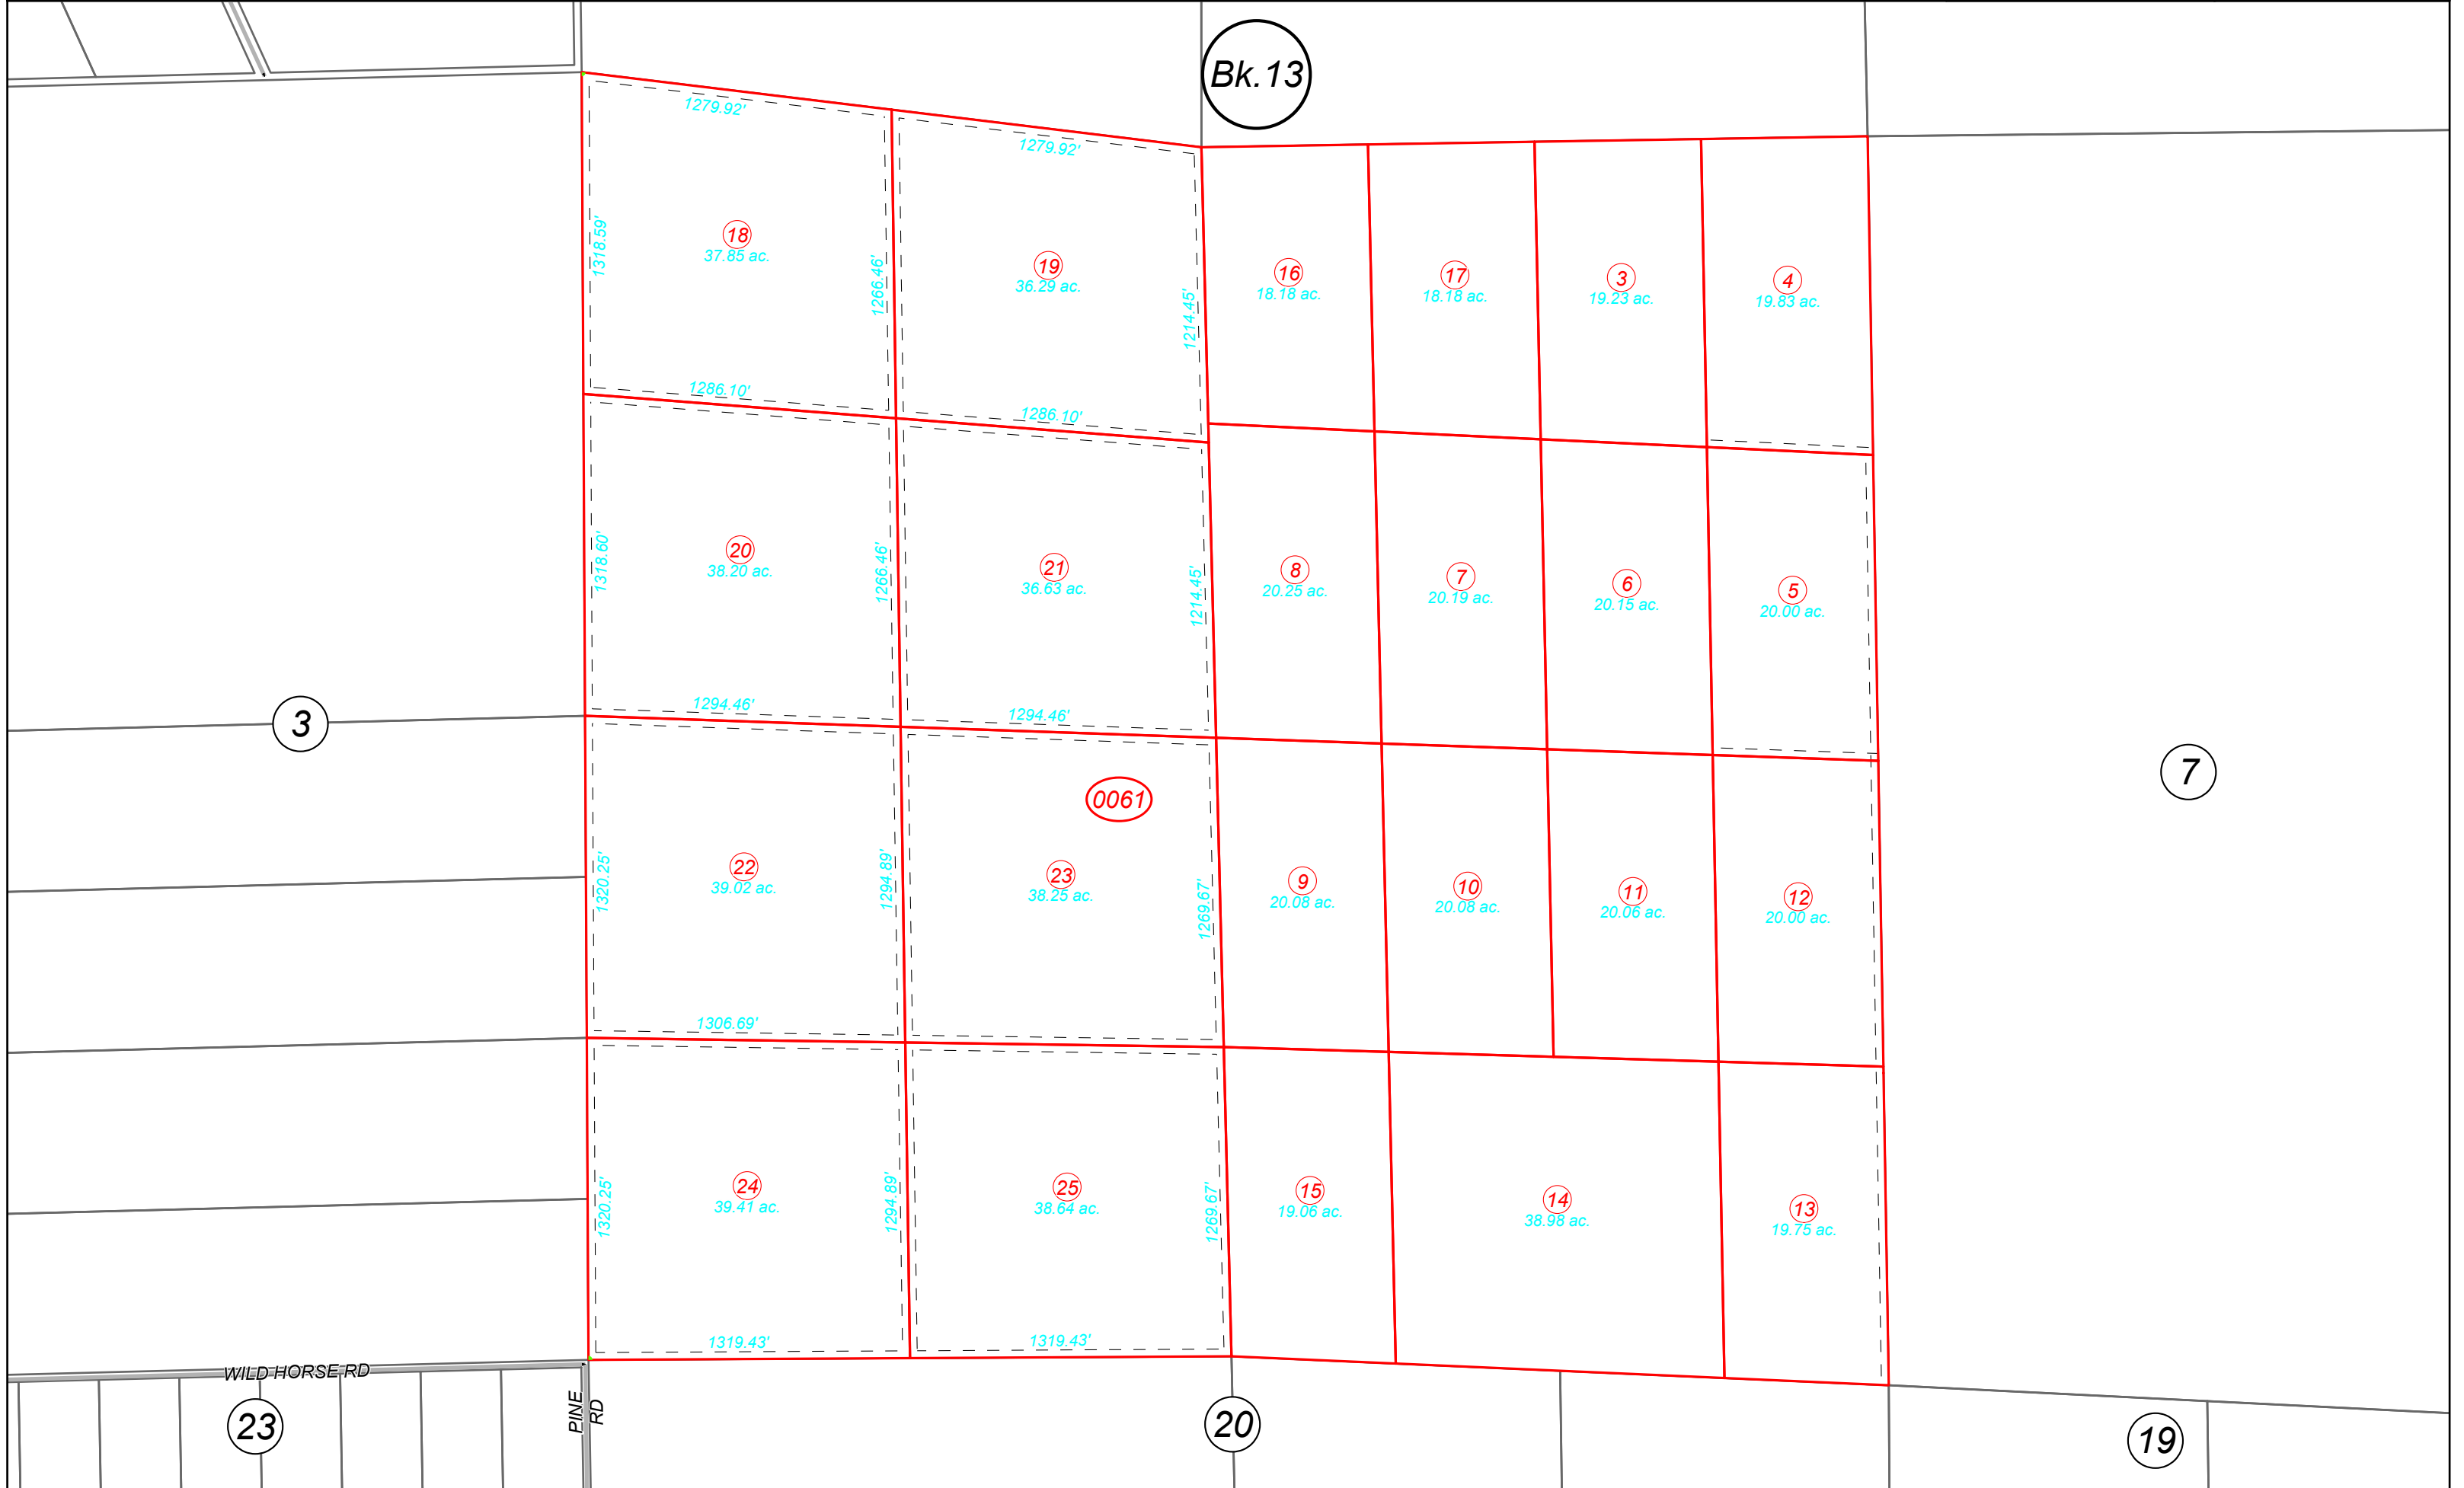 Bk.13
1279.92'
1279.92'
1318.59'
18
37.85 ac.
1266.46'
19
36.29 ac.
1214.45'
16
18.18 ac.
17
18.18 ac.
3
19.23 ac.
4
19.83 ac.
1286.10'
1286.10'
1318.60'
20
38.20 ac.
1266.46'
21
36.63 ac.
1214.45'
8
20.25 ac.
7
20.19 ac.
6
20.15 ac.
5
20.00 ac.
1294.46'
1294.46'
3
7
0061
1320.25'
22
39.02 ac.
1294.89'
23
38.25 ac.
1269.67'
9
20.08 ac.
10
20.08 ac.
11
20.06 ac.
12
20.00 ac.
1306.69'
1320.25'
24
39.41 ac.
1294.89'
25
38.64 ac.
1269.67'
15
19.06 ac.
14
38.98 ac.
13
19.75 ac.
1319.43'
1319.43'
WILD HORSE RD
PINE
RD
23
20
19